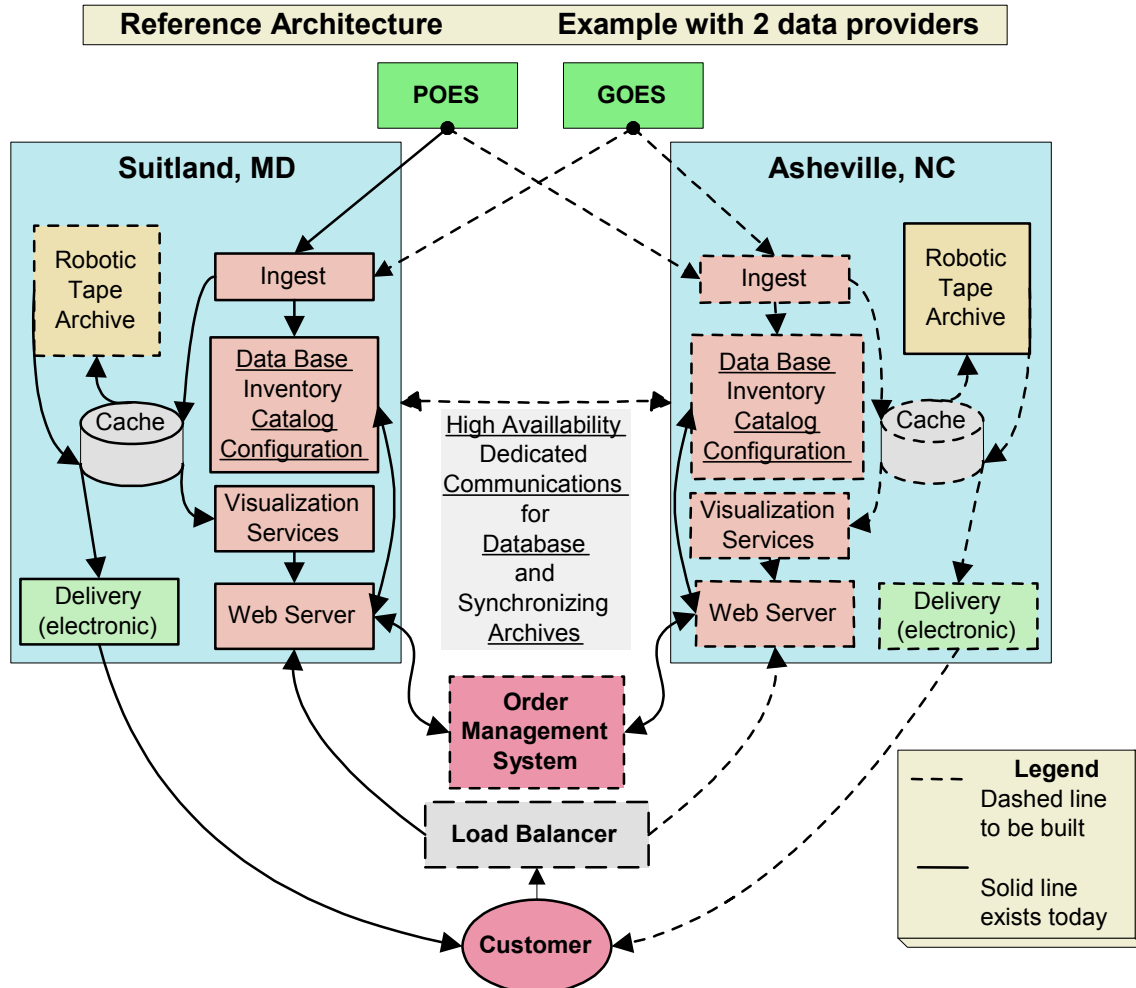 Reference Architecture Example with 2 data providers
POES
GOES
Suitland, MD
Robotic
Tape
Archive
Ingest
Data Base
Inventory
Catalog
Configuration
Cache
Visualization
Services
Delivery
(electronic)
Web Server
High Availlability
Dedicated
Communications
for
Database
and
Synchronizing
Archives
Asheville, NC
Ingest
Robotic
Tape
Archive
Data Base
Inventory
Catalog
Configuration
Cache
Visualization
Services
Web Server
Delivery
(electronic)
Order
Management
System
Load Balancer
Customer
Legend
Dashed line
to be built
Solid line
exists today